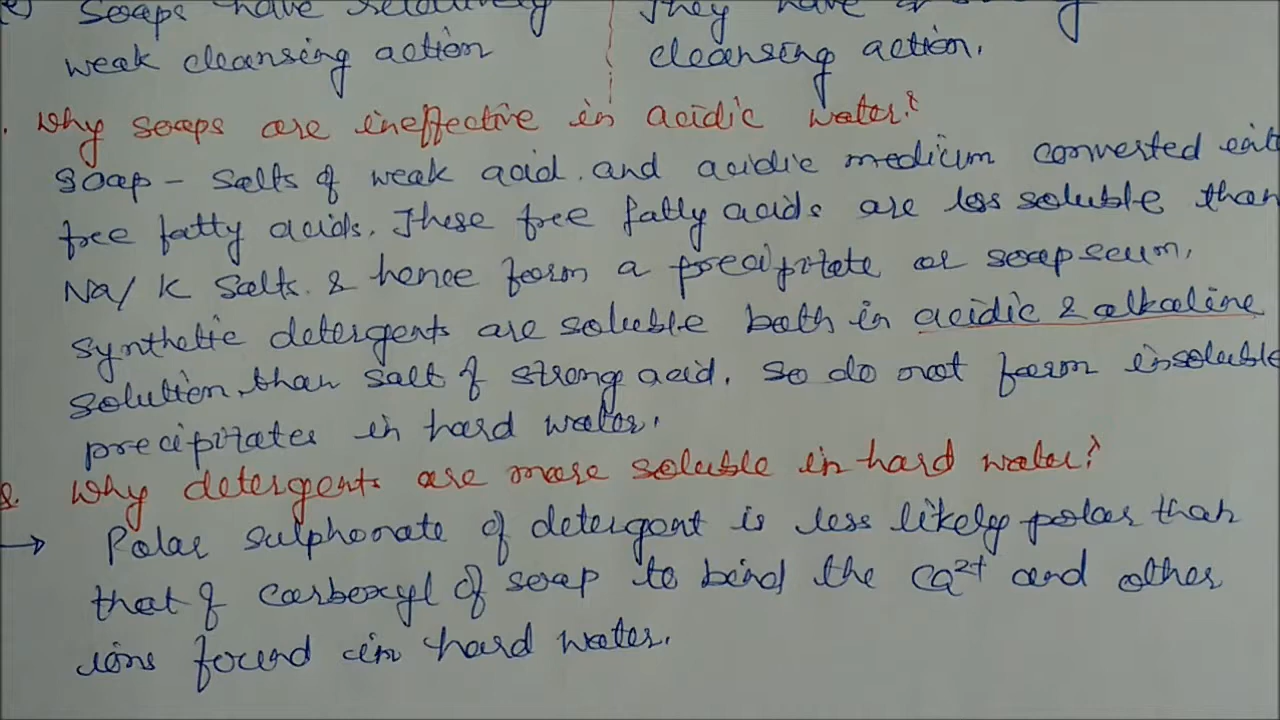 Soaps have relatively
weak cleansing action
They have
cleansing action.
Why soaps are ineffective in acidic water?
Soap - salts of weak acid. and acidic medium converted
free fatty acids. These free fatty acids are less soluble than
Na/K salts. & hence form a precipitate or soap scum.
Synthetic detergents are soluble both in acidic & alkaline
solution, than salt of strong acid. So do not form insoluble
precipitates in hard water.
Q. Why detergents are more soluble in hard water?
→ Polar sulphonate of detergent is less likely polar than
that of carboxyl of soap to bind the Ca2+ and other
ions found in hard water.